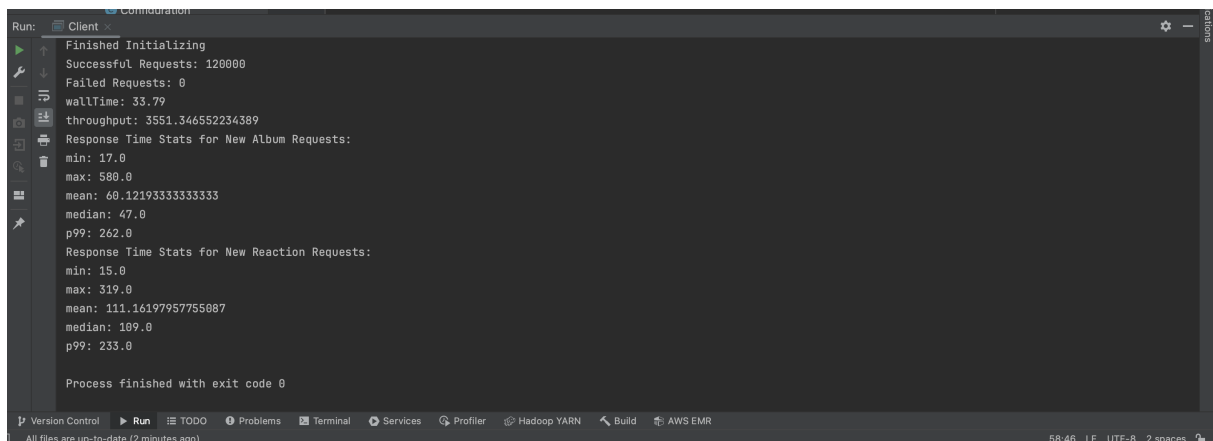 Configuration
Run: Client ×
Finished Initializing
Successful Requests: 120000
Failed Requests: 0
wallTime: 33.79
throughput: 3551.346552234389
Response Time Stats for New Album Requests:
min: 17.0
max: 580.0
mean: 60.12193333333333
median: 47.0
p99: 262.0
Response Time Stats for New Reaction Requests:
min: 15.0
max: 319.0
mean: 111.16197957755087
median: 109.0
p99: 233.0
Process finished with exit code 0
Version Control Run TODO Problems Terminal Services Profiler Hadoop YARN Build AWS EMR
All files are up-to-date (2 minutes ago) 58:46 LF UTF-8 2 spaces